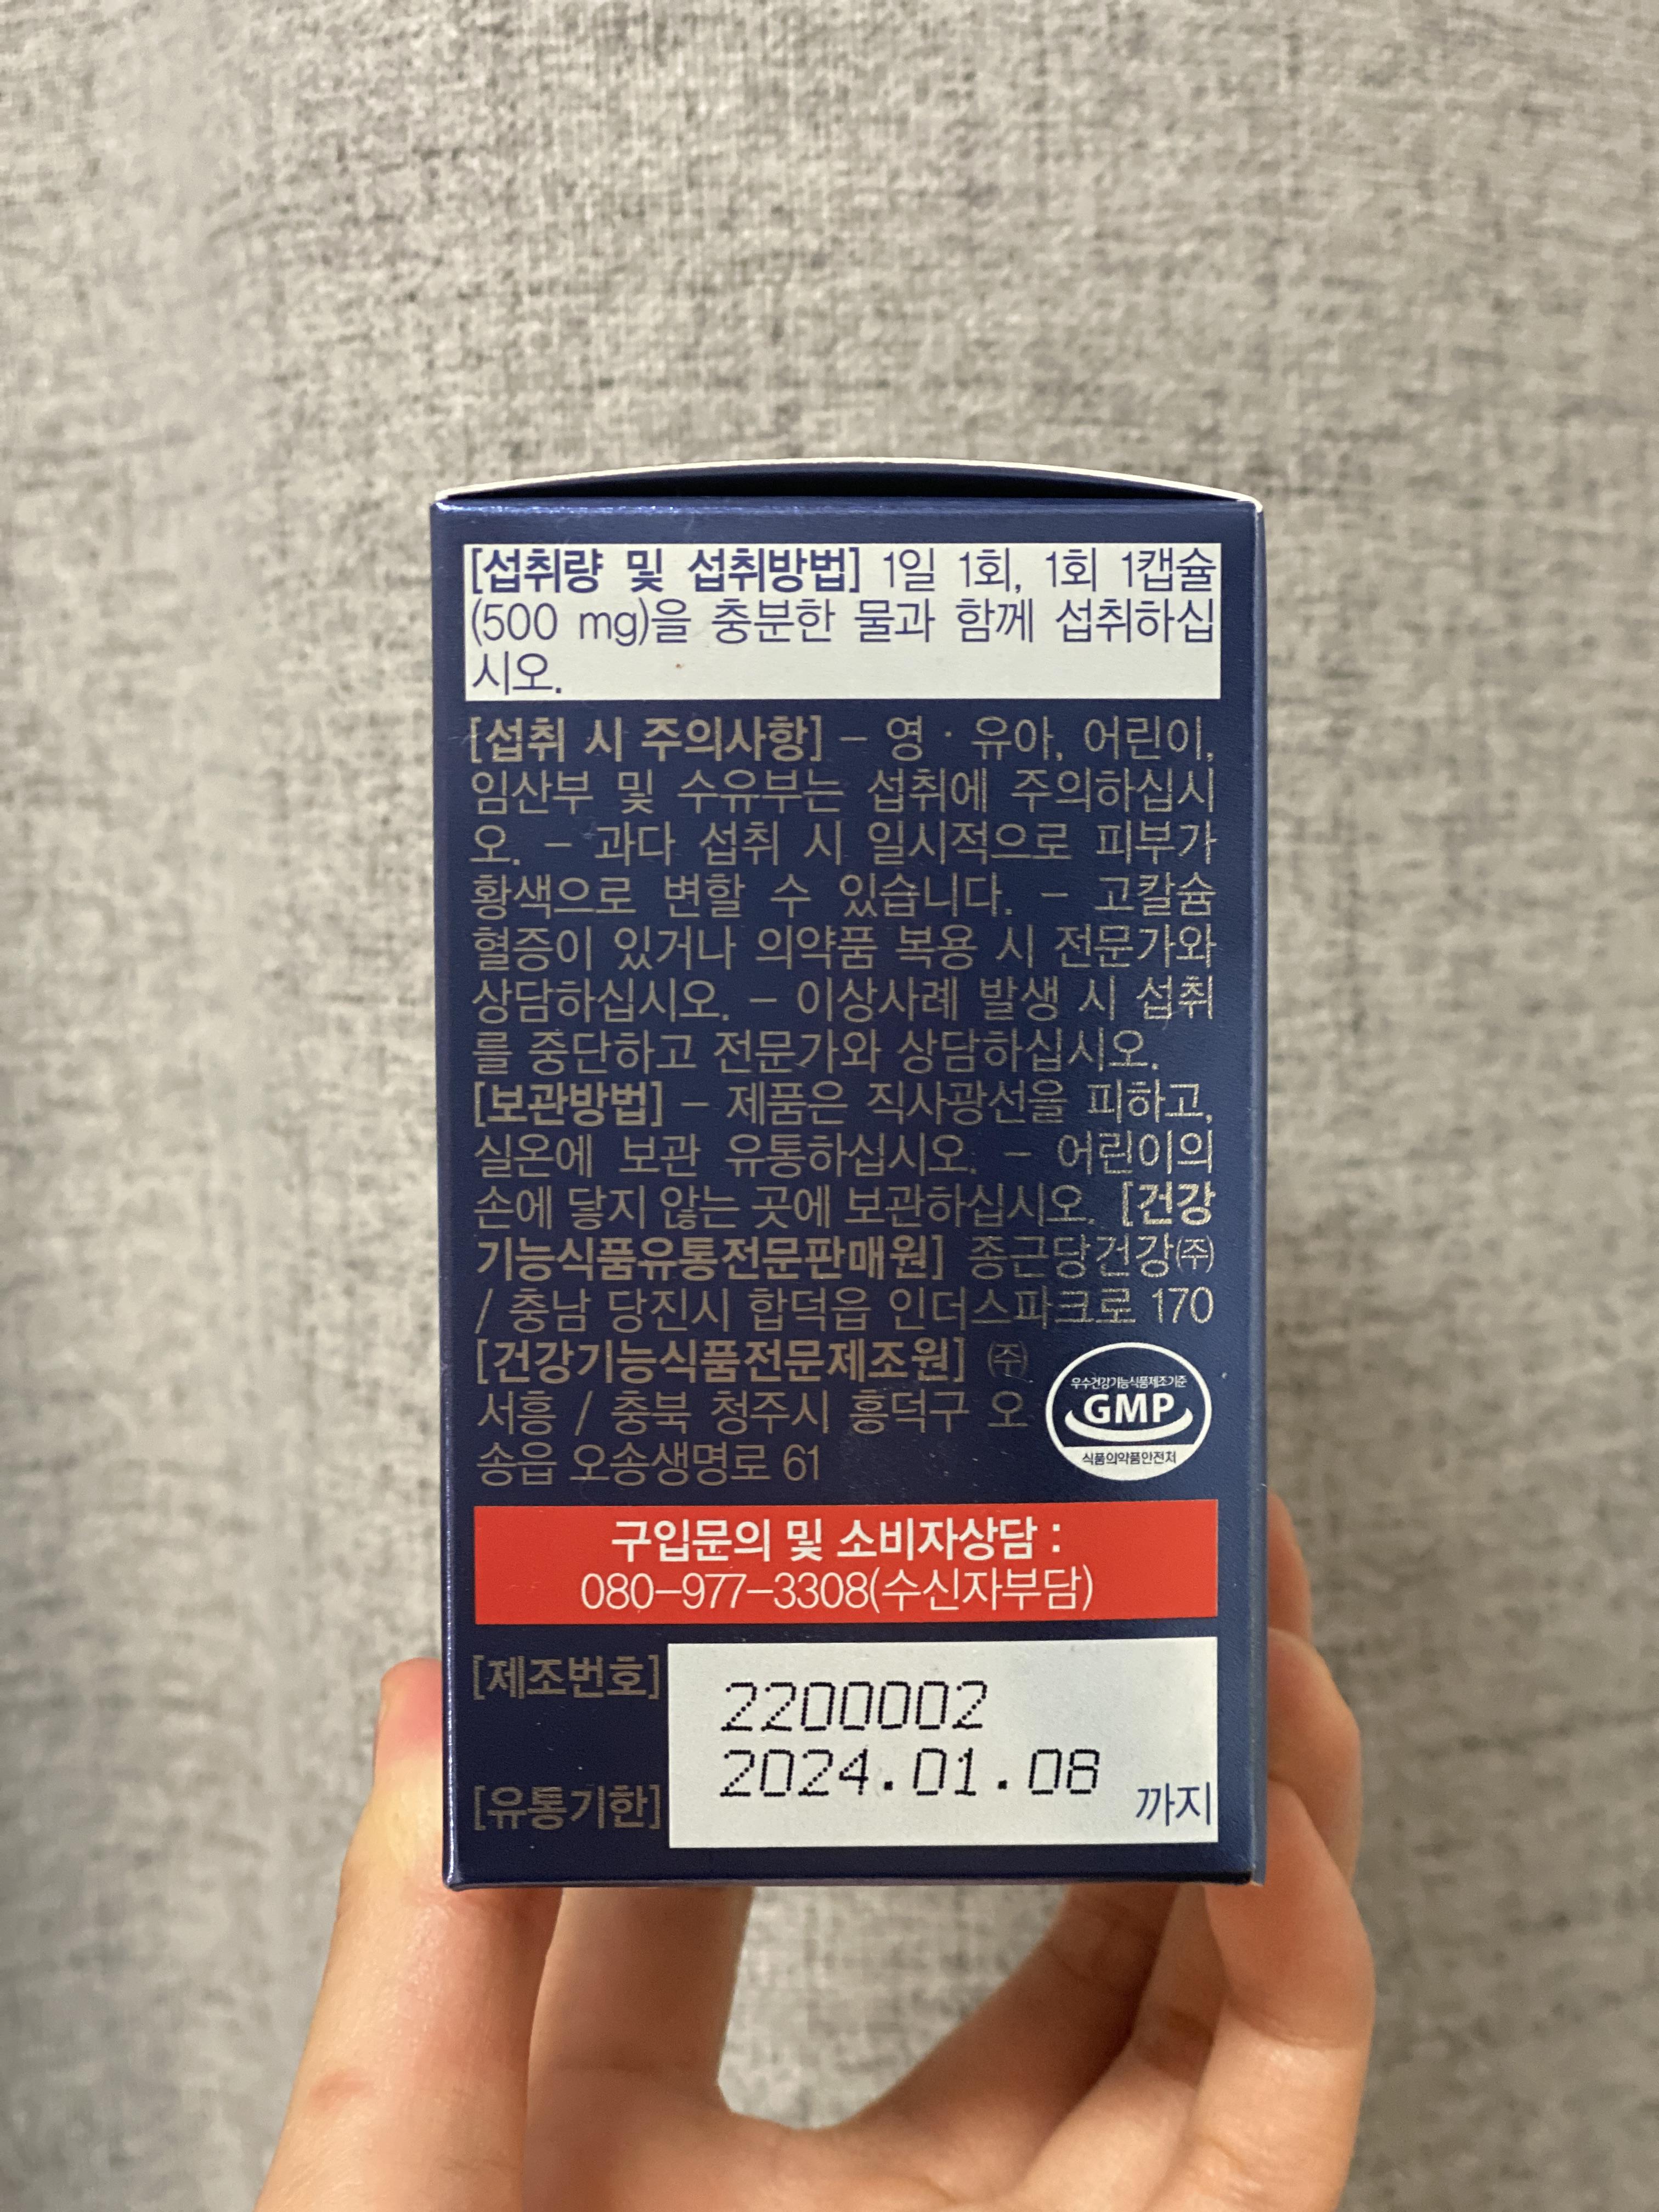 [섭취량 및 섭취방법] 1일 1회, 1회 1캡슐
(500 mg)을 충분한 물과 함께 섭취하십
시오.
[섭취 시 주의사항] – 영 · 유아, 어린이,
임산부 및 수유부는 섭취에 주의하십시
오. – 과다 섭취 시 일시적으로 피부가
황색으로 변할 수 있습니다. – 고칼슘
혈증이 있거나 의약품 복용 시 전문가와
상담하십시오. – 이상사례 발생 시 섭취
를 중단하고 전문가와 상담하십시오.
[보관방법] – 제품은 직사광선을 피하고,
실온에 보관 유통하십시오. – 어린이의
손에 닿지 않는 곳에 보관하십시오. [건강
기능식품유통전문판매원] 종근당건강㈜
/ 충남 당진시 합덕읍 인더스파크로 170
[건강기능식품전문제조원] ㈜
서흥 / 충북 청주시 흥덕구 오
송읍 오송생명로 61
우수건강기능식품제조기준
GMP
식품의약품안전처
구입문의 및 소비자상담 :
080–977–3308(수신자부담)
[제조번호] 2200002
2024.01.08
[유통기한] 까지